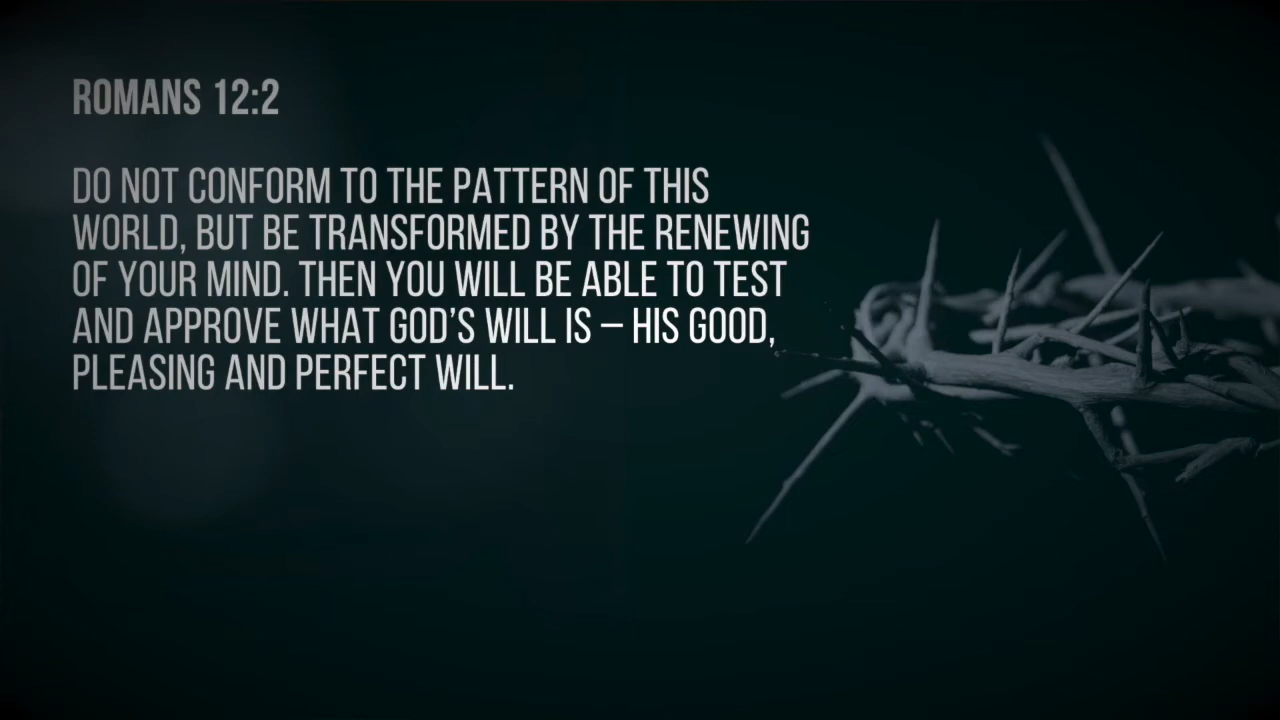 ROMANS 12:2
DO NOT CONFORM TO THE PATTERN OF THIS
WORLD, BUT BE TRANSFORMED BY THE RENEWING
OF YOUR MIND. THEN YOU WILL BE ABLE TO TEST
AND APPROVE WHAT GOD’S WILL IS – HIS GOOD,
PLEASING AND PERFECT WILL.